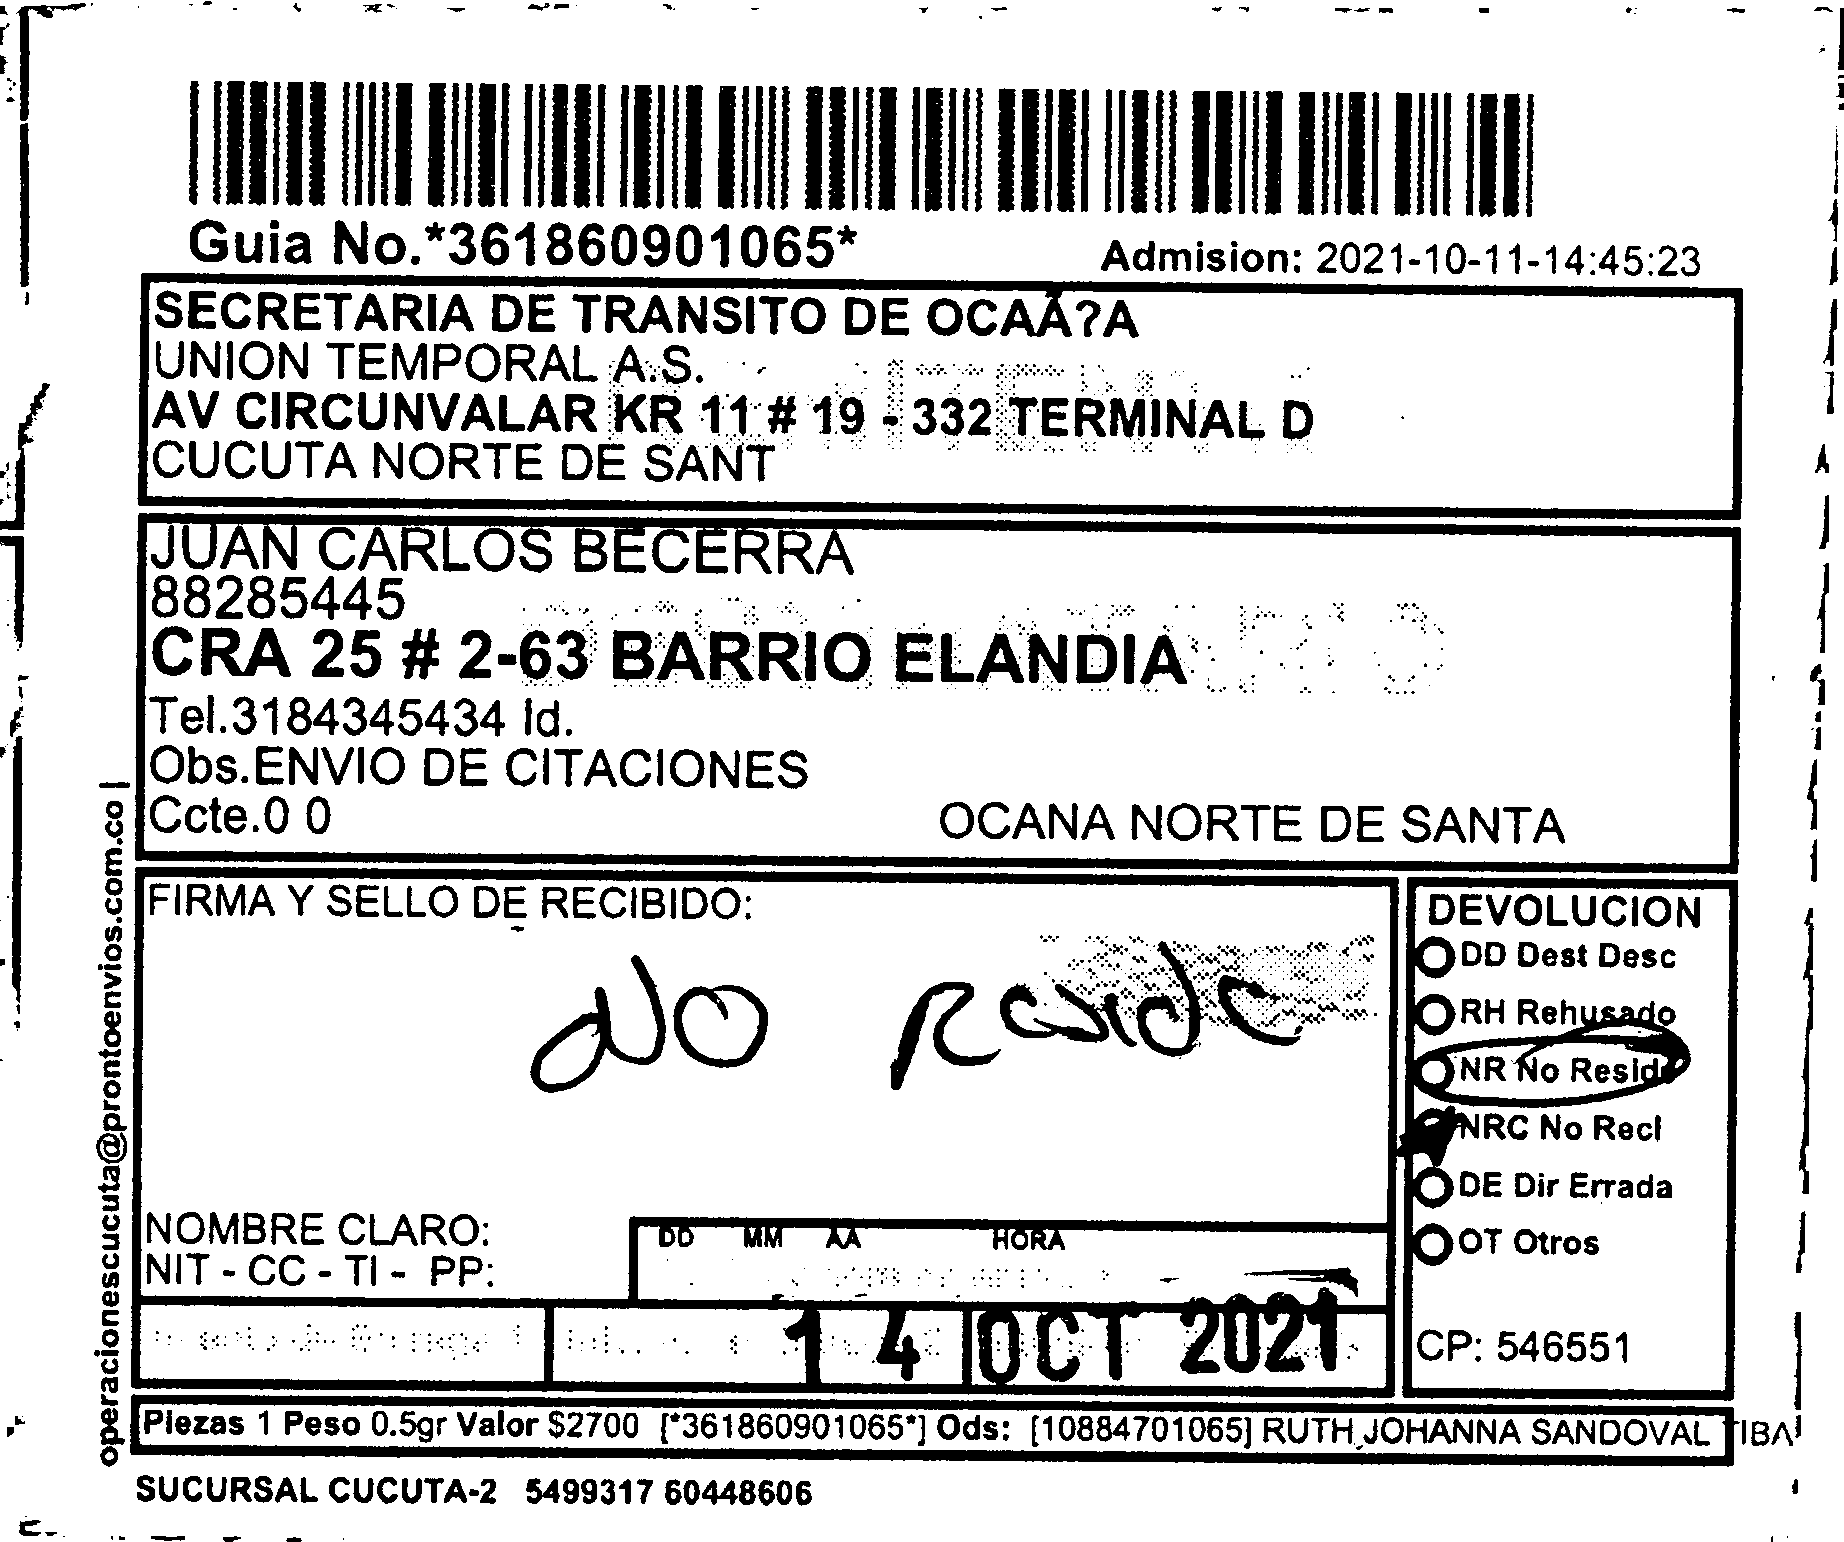 Guia No.*361860901065*
Admision: 2021-10-11-14:45:23
SECRETARIA DE TRANSITO DE OCAÃ?A
UNION TEMPORAL A.S.
AV CIRCUNVALAR KR 11 # 19 - 332 TERMINAL D
CUCUTA NORTE DE SANT
JUAN CARLOS BECERRA
88285445
CRA 25 # 2-63 BARRIO ELANDIA
Tel.3184345434 Id.
Obs.ENVIO DE CITACIONES
Ccte.0 0
OCANA NORTE DE SANTA
FIRMA Y SELLO DE RECIBIDO:
No Reside
NOMBRE CLARO:
NIT - CC - TI - PP:
DD MM AA HORA
14 OCT 2021
DEVOLUCION
DD Dest Desc
RH Rehusado
NR No Reside
NRC No Recl
DE Dir Errada
OT Otros
CP: 546551
Piezas 1 Peso 0.5gr Valor $2700 [*361860901065*] Ods: [10884701065] RUTH JOHANNA SANDOVAL TIBA
SUCURSAL CUCUTA-2 5499317 60448606
operacionescucuta@prontoenvios.com.co |